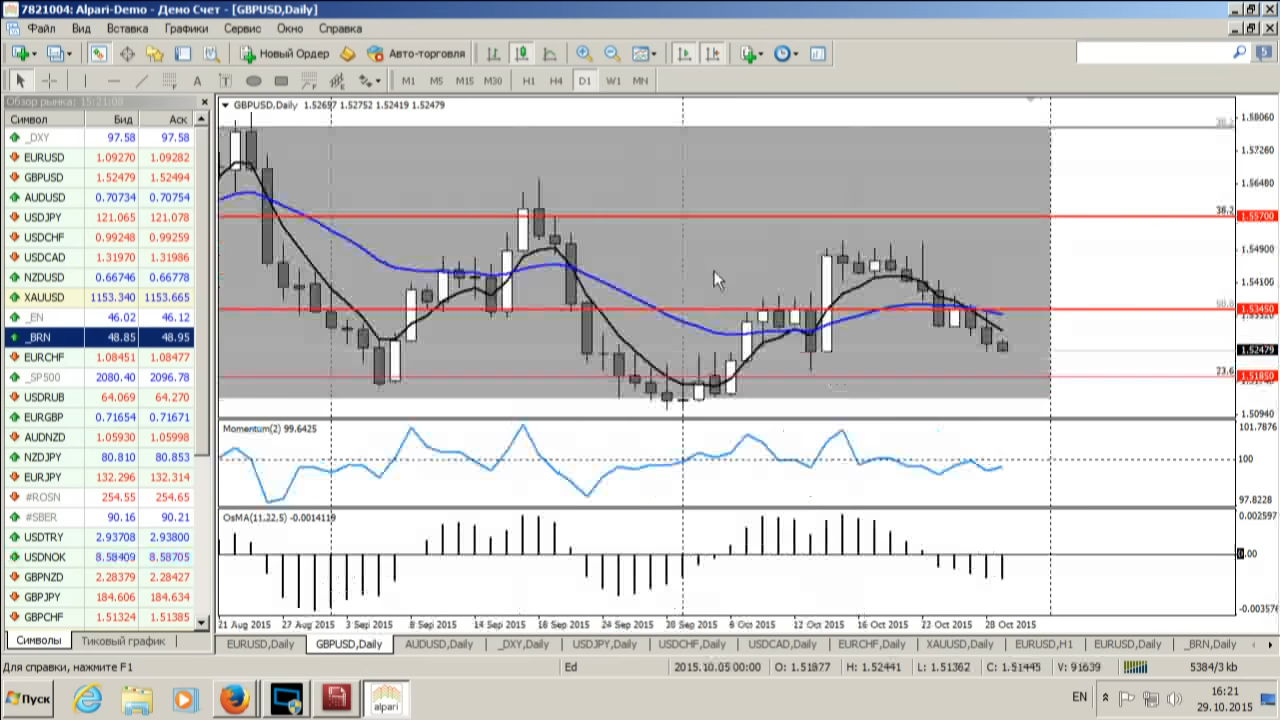 7821004: Alpari-Demo - Демо Счет - [GBPUSD,Daily]
Файл Вид Вставка Графики Сервис Окно Справка
Новый Ордер Авто-торговля 5
A T M1 M5 M15 M30 H1 H4 D1 W1 MN
Обзор рынка: 15:21:08
Символ Бид Аск
_DXY 97.58 97.58
EURUSD 1.09270 1.09282
GBPUSD 1.52479 1.52494
AUDUSD 0.70734 0.70754
USDJPY 121.065 121.078
USDCHF 0.99248 0.99259
USDCAD 1.31970 1.31986
NZDUSD 0.66746 0.66778
XAUUSD 1153.340 1153.665
_EN 46.02 46.12
_BRN 48.85 48.95
EURCHF 1.08451 1.08477
_SP500 2080.40 2096.78
USDRUB 64.069 64.270
EURGBP 0.71654 0.71671
AUDNZD 1.05930 1.05998
NZDJPY 80.810 80.853
EURJPY 132.296 132.314
#ROSN 254.55 254.65
#SBER 90.16 90.21
USDTRY 2.93708 2.93800
USDNOK 8.58409 8.58705
GBPNZD 2.28379 2.28427
GBPJPY 184.606 184.634
GBPCHF 1.51324 1.51385
Символы Тиковый график
GBPUSD,Daily 1.52657 1.52752 1.52419 1.52479
1.58060
1.57260
1.56480
38.2 1.55700
1.54900
1.54100
50.0 1.53450
1.52479
23.6 1.51850
1.50940
Momentum(2) 99.6425
101.7876
100
97.8228
OsMA(11,22,5) -0.0014119
0.002597
0.00
-0.003576
21 Aug 2015 27 Aug 2015 3 Sep 2015 8 Sep 2015 14 Sep 2015 18 Sep 2015 24 Sep 2015 6 Oct 2015 12 Oct 2015 16 Oct 2015 22 Oct 2015 28 Oct 2015
EURUSD,Daily GBPUSD,Daily AUDUSD,Daily _DXY,Daily USDJPY,Daily USDCHF,Daily USDCAD,Daily EURCHF,Daily XAUUSD,Daily EURUSD,H1 EURUSD,Daily _BRN,Daily
Для справки, нажмите F1 Ed 2015.10.05 00:00 O: 1.51877 H: 1.52441 L: 1.51362 C: 1.51445 V: 91639 5384/3 kb
Пуск alpari EN 16:21
29.10.2015